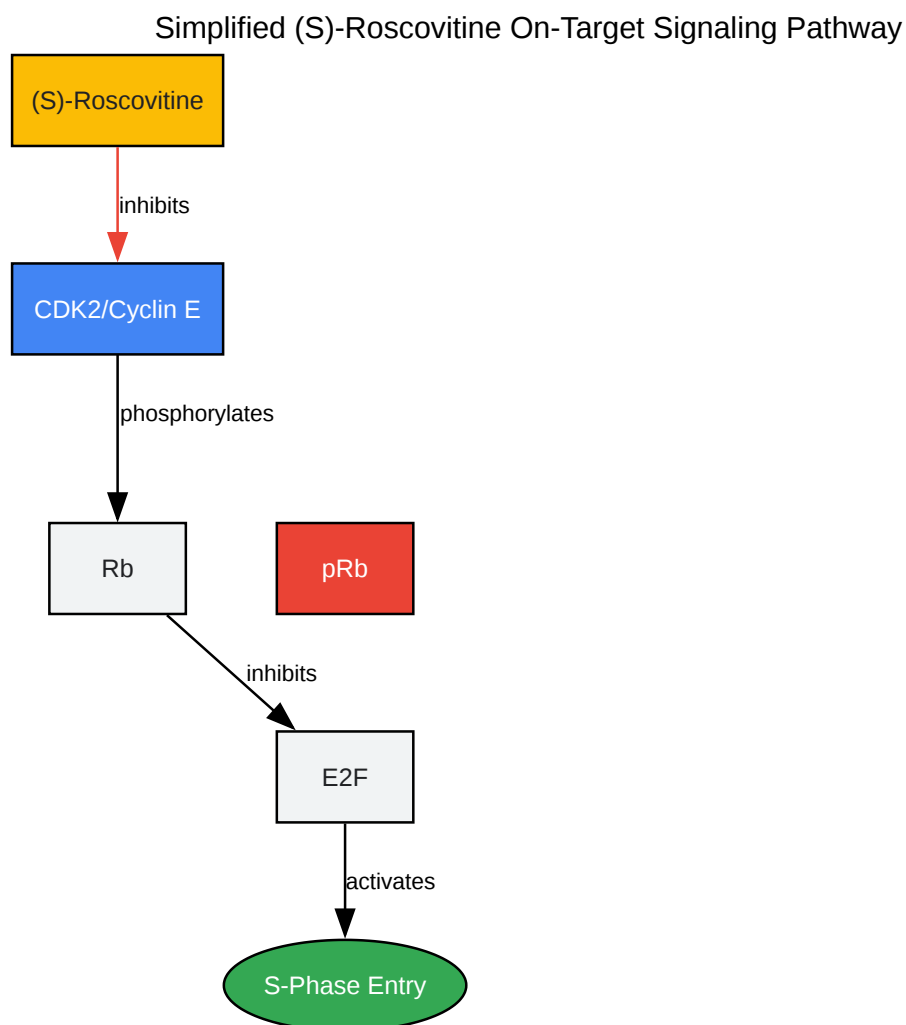 Simplified (S)-Roscovitine On-Target Signaling Pathway
(S)-Roscovitine
inhibits
CDK2/Cyclin E
phosphorylates
Rb
pRb
inhibits
E2F
activates
S-Phase Entry